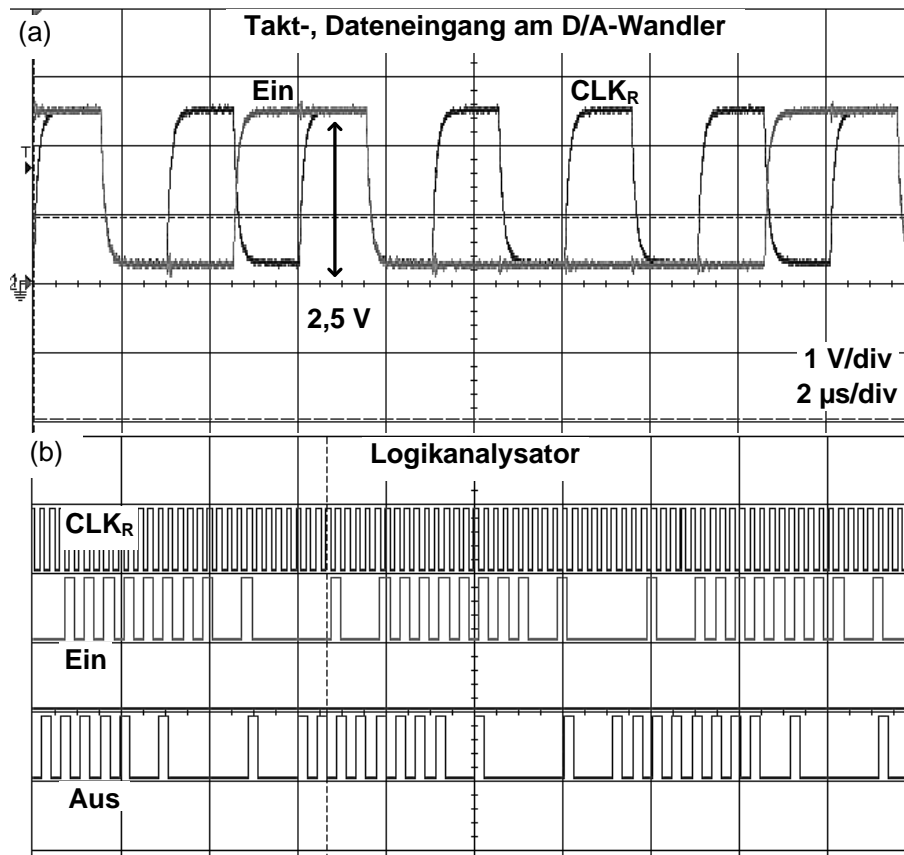 (a) Takt-, Dateneingang am D/A-Wandler
Ein
CLKR
T
2,5 V
1 V/div
2 µs/div
(b) Logikanalysator
CLKR
Ein
Aus